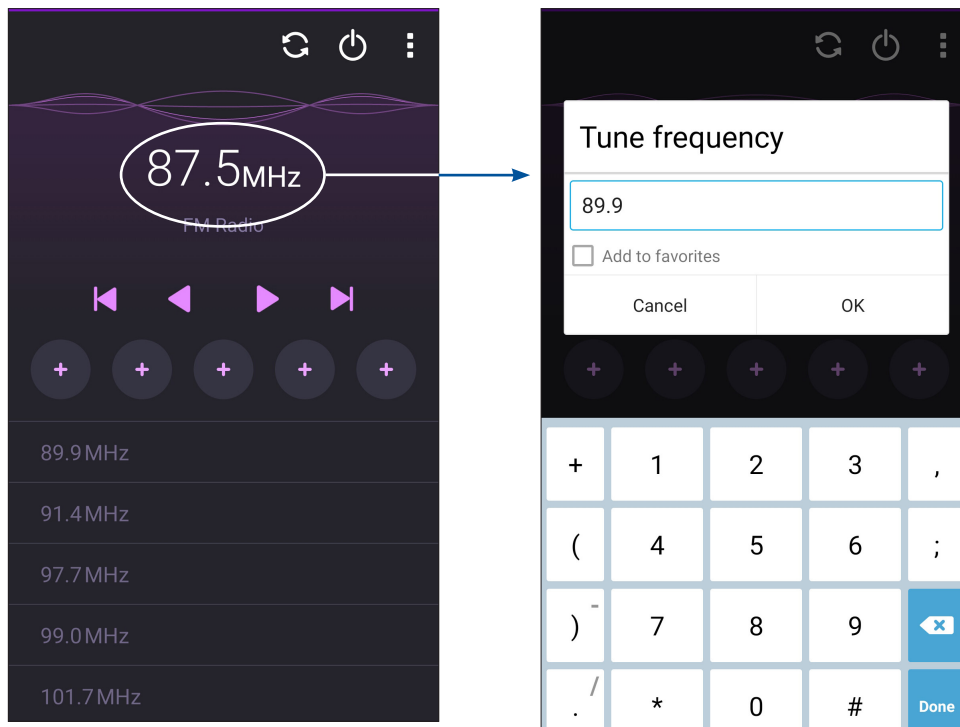 87.5MHz
FM Radio
+ + + + +
89.9MHz
91.4MHz
97.7MHz
99.0MHz
101.7MHz
Tune frequency
89.9
Add to favorites
Cancel OK
+ + + + +
+ 1 2 3 ,
( 4 5 6 ;
) - 7 8 9
. / * 0 # Done